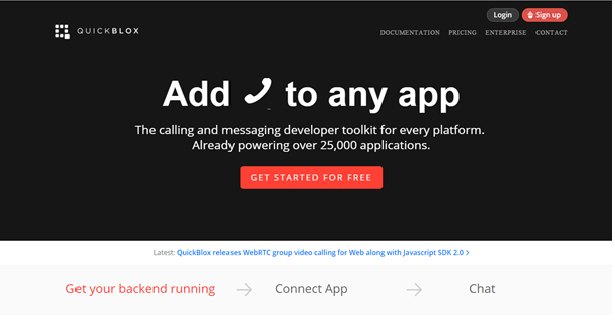 Login
Sign up
QUICKBLOX
DOCUMENTATION PRICING ENTERPRISE CONTACT
Add to any app
The calling and messaging developer toolkit for every platform.
Already powering over 25,000 applications.
GET STARTED FOR FREE
Latest: QuickBlox releases WebRTC group video calling for Web along with Javascript SDK 2.0
Get your backend running
Connect App
Chat